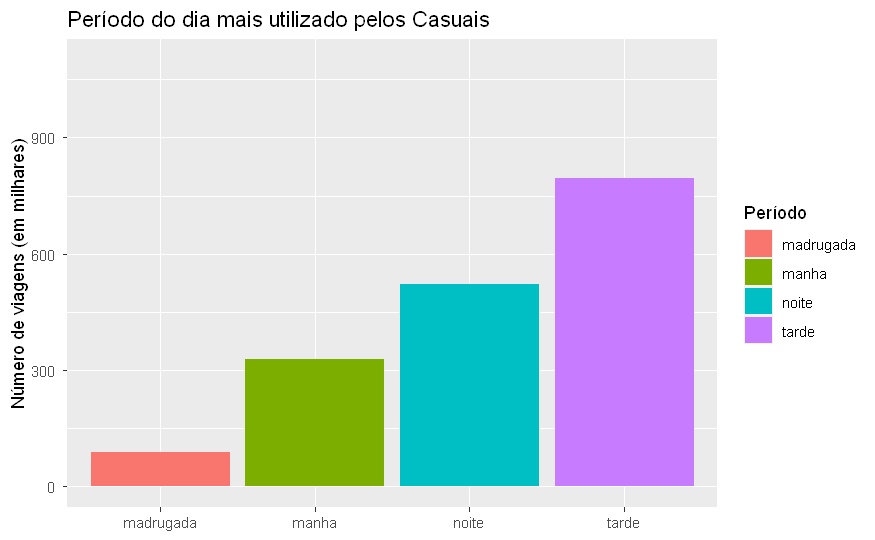 Período do dia mais utilizado pelos Casuais
Número de viagens (em milhares)
900
600
300
0
madrugada
manha
noite
tarde
Período
madrugada
manha
noite
tarde